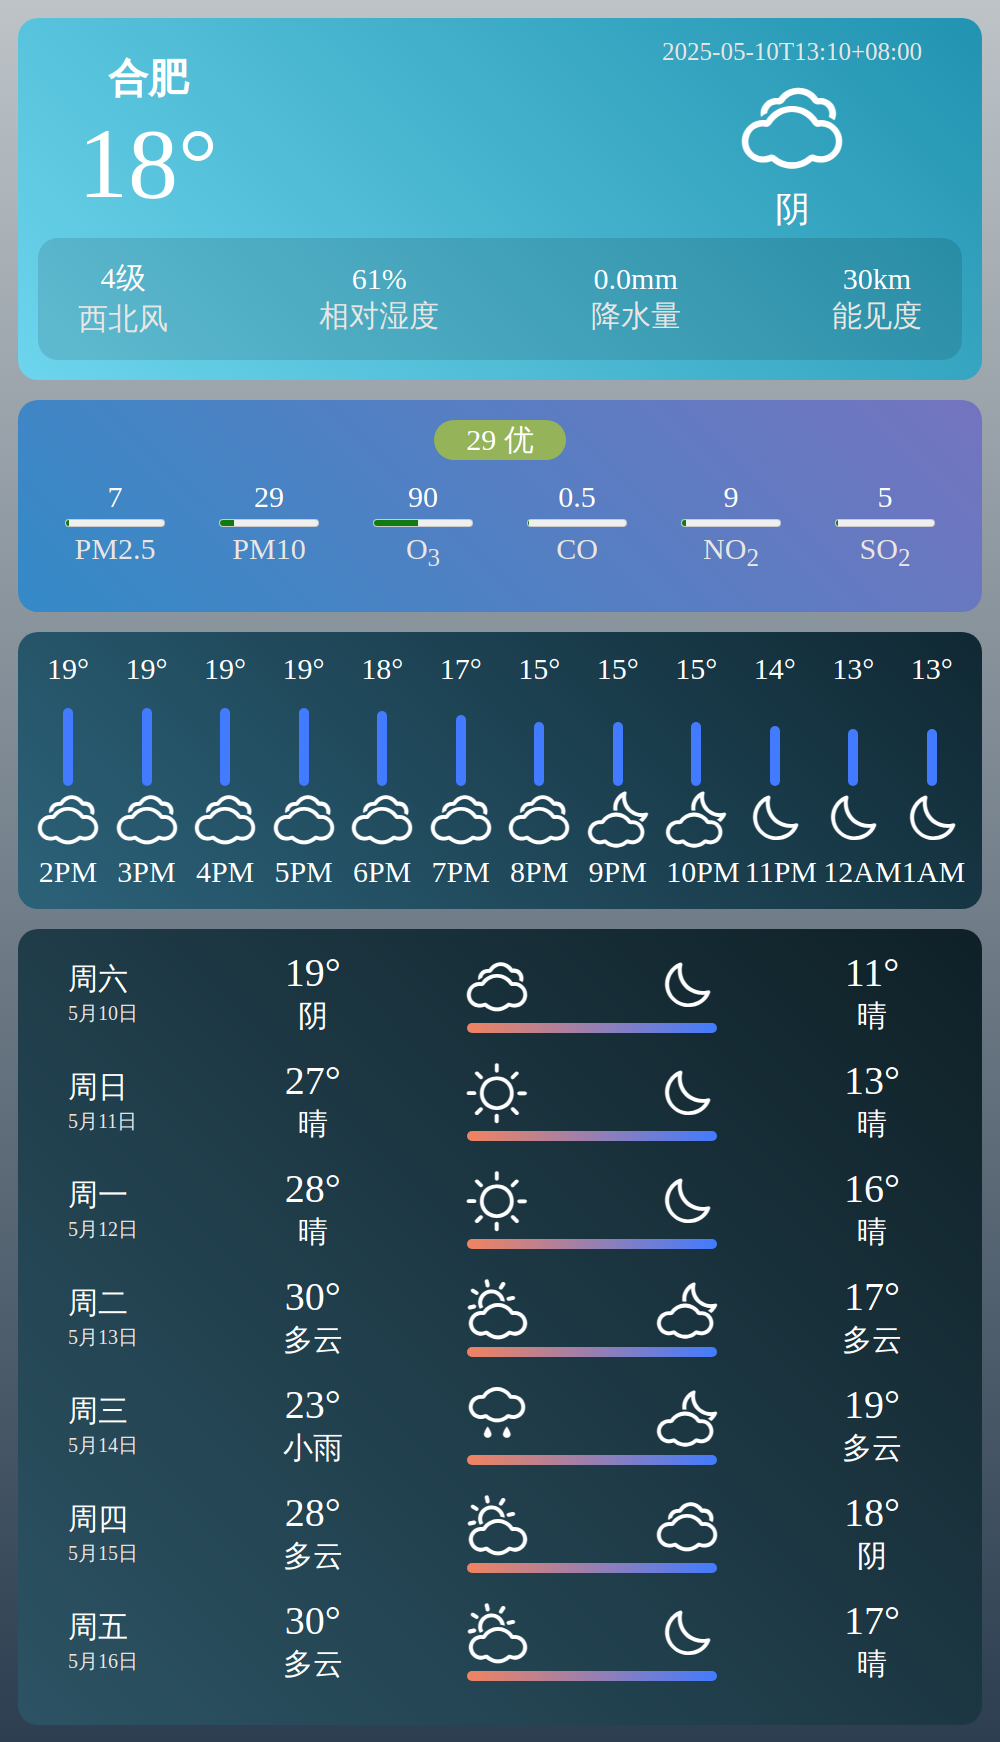 合肥
18°
2025-05-10T13:10+08:00
阴
4级 61% 0.0mm 30km
西北风 相对湿度 降水量 能见度
29 优
7 29 90 0.5 9 5
PM2.5 PM10 O3 CO NO2 SO2
19° 19° 19° 19° 18° 17° 15° 15° 15° 14° 13° 13°
2PM 3PM 4PM 5PM 6PM 7PM 8PM 9PM 10PM 11PM 12AM 1AM
周六 19° 11°
5月10日 阴 晴
周日 27° 13°
5月11日 晴 晴
周一 28° 16°
5月12日 晴 晴
周二 30° 17°
5月13日 多云 多云
周三 23° 19°
5月14日 小雨 多云
周四 28° 18°
5月15日 多云 阴
周五 30° 17°
5月16日 多云 晴